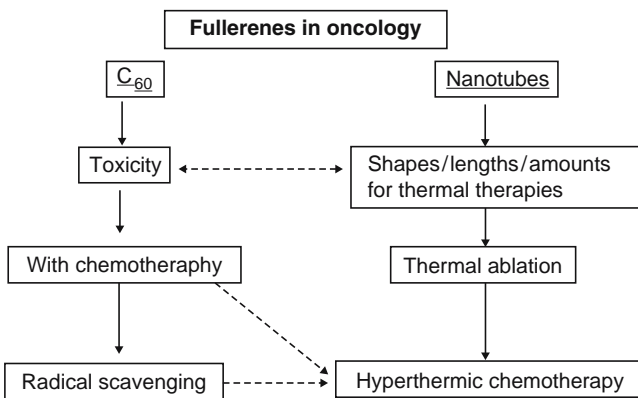 Fullerenes in oncology
C60
Nanotubes
Toxicity
Shapes/lengths/amounts
for thermal therapies
With chemotheraphy
Thermal ablation
Radical scavenging
Hyperthermic chemotherapy